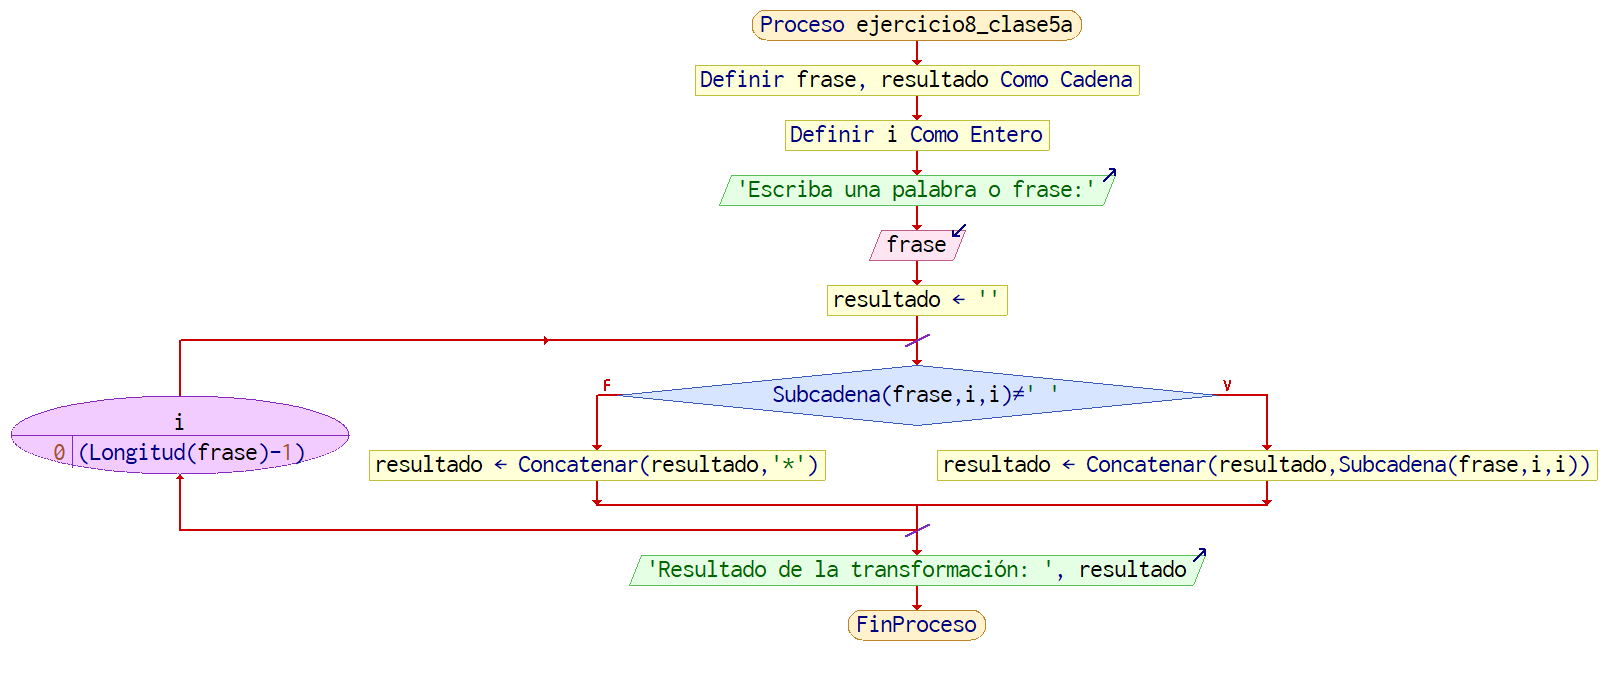 Proceso ejercicio8_clase5a
Definir frase, resultado Como Cadena
Definir i Como Entero
'Escriba una palabra o frase:'
frase
resultado ← ''
F
Subcadena(frase,i,i)≠' '
V
i
0 (Longitud(frase)-1)
resultado ← Concatenar(resultado,'*')
resultado ← Concatenar(resultado,Subcadena(frase,i,i))
'Resultado de la transformación: ', resultado
FinProceso